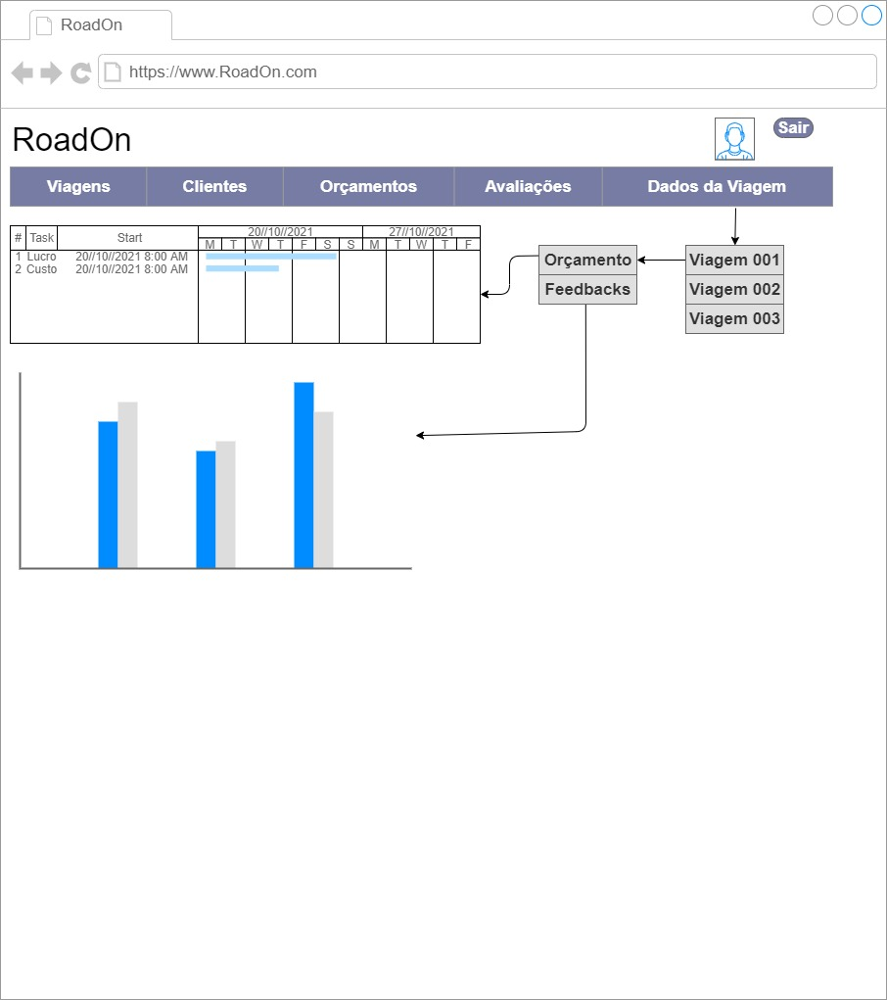 RoadOn
https://www.RoadOn.com
RoadOn
Sair
Viagens Clientes Orçamentos Avaliações Dados da Viagem
# Task Start 20//10//2021 27//10//2021
M T W T F S S M T W T F
1 Lucro 20//10//2021 8:00 AM
2 Custo 20//10//2021 8:00 AM
Orçamento
Feedbacks
Viagem 001
Viagem 002
Viagem 003